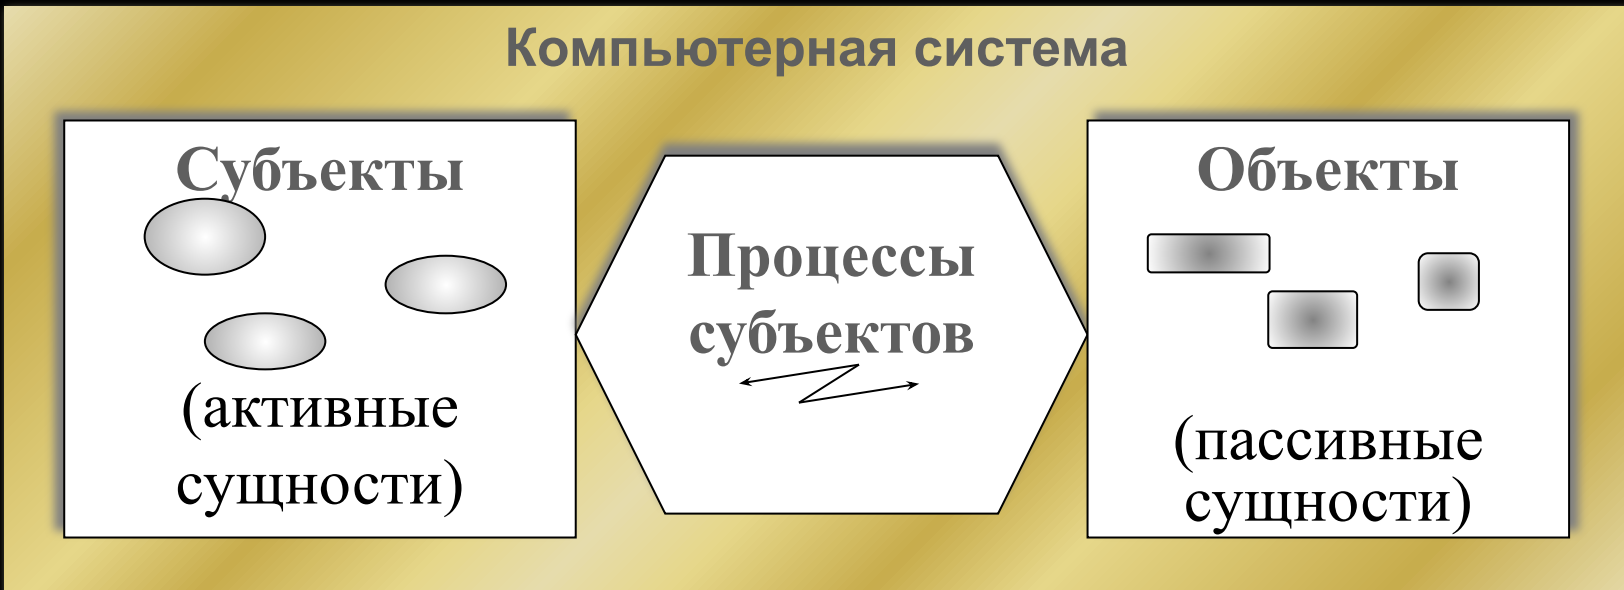 Компьютерная система
Субъекты
(активные
сущности)
Процессы
субъектов
Объекты
(пассивные
сущности)